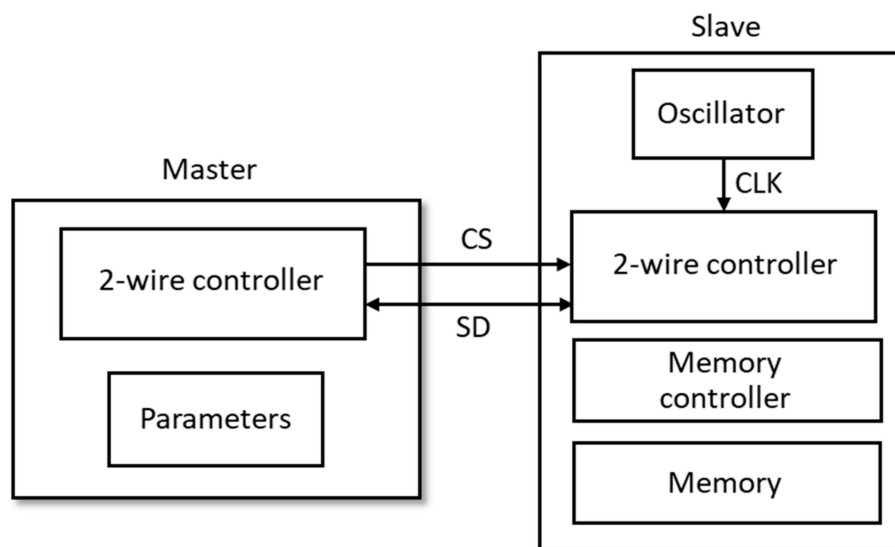 Slave
Oscillator
Master
CLK
2-wire controller
CS
2-wire controller
SD
Memory
controller
Parameters
Memory